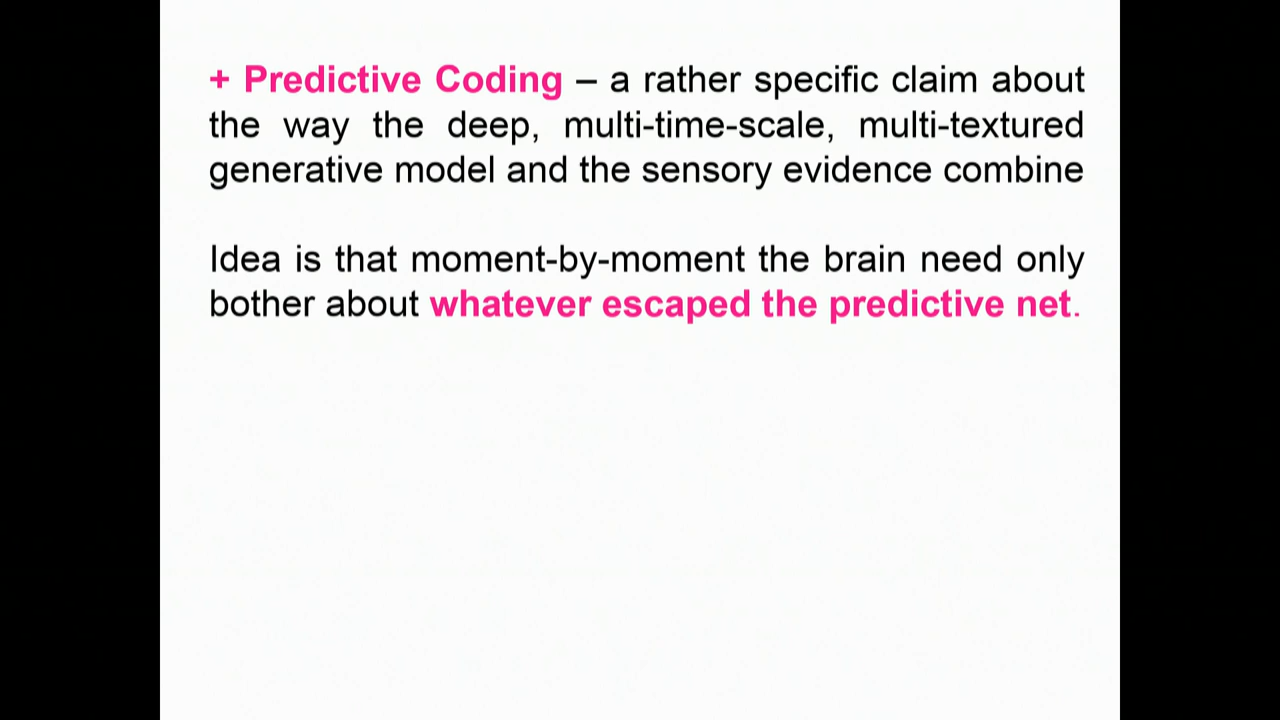 + Predictive Coding – a rather specific claim about
the way the deep, multi-time-scale, multi-textured
generative model and the sensory evidence combine
Idea is that moment-by-moment the brain need only
bother about whatever escaped the predictive net.